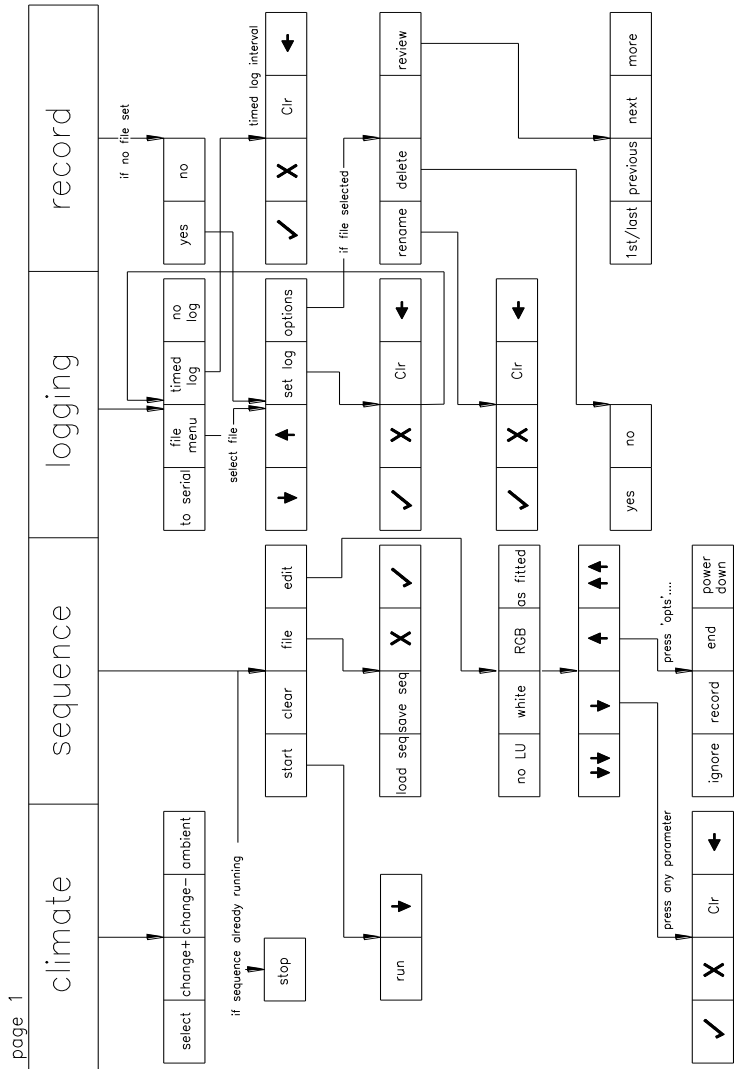 page 1
climate sequence logging record
select change+ change- ambient
if sequence already running
stop
start clear file edit
run ↓
load seq save seq X ✓
no LU white RGB as fitted
↓↓ ↓ ↑ ↑↑
press any parameter
✓ X Clr ←
press 'opts'....
ignore record end power down
to serial file menu timed log no log
select file
↓ ↑ set log options
✓ X Clr ←
✓ X Clr ←
yes no
if no file set
yes no
timed log interval
✓ X Clr ←
if file selected
rename delete review
1st/last previous next more